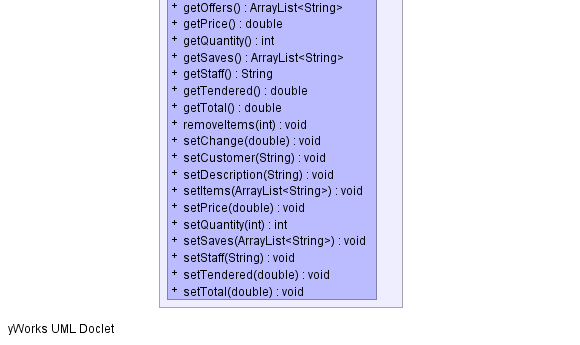 + getOffers() : ArrayList<String>
+ getPrice() : double
+ getQuantity() : int
+ getSaves() : ArrayList<String>
+ getStaff() : String
+ getTendered() : double
+ getTotal() : double
+ removeItems(int) : void
+ setChange(double) : void
+ setCustomer(String) : void
+ setDescription(String) : void
+ setItems(ArrayList<String>) : void
+ setPrice(double) : void
+ setQuantity(int) : int
+ setSaves(ArrayList<String>) : void
+ setStaff(String) : void
+ setTendered(double) : void
+ setTotal(double) : void
yWorks UML Doclet